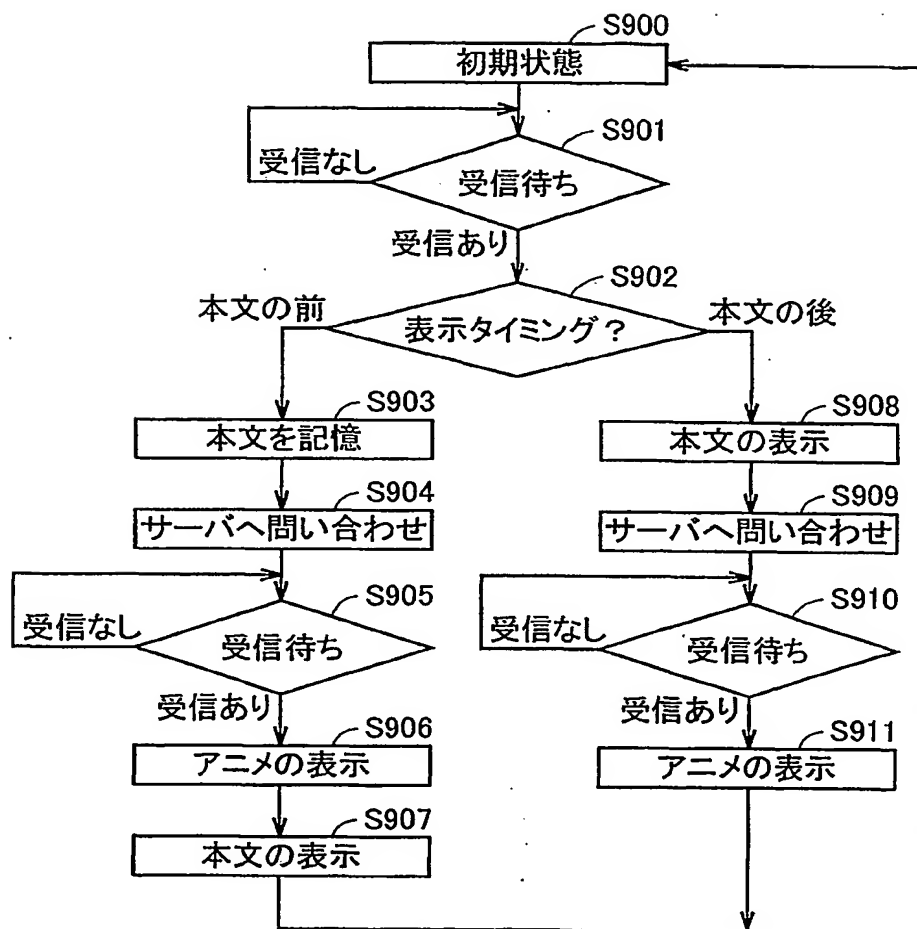 S900
初期状態
S901
受信なし
受信待ち
受信あり
S902
本文の前
表示タイミング？
本文の後
S903
本文を記憶
S908
本文の表示
S904
サーバへ問い合わせ
S909
サーバへ問い合わせ
S905
受信なし
受信待ち
S910
受信なし
受信待ち
受信あり
受信あり
S906
アニメの表示
S911
アニメの表示
S907
本文の表示